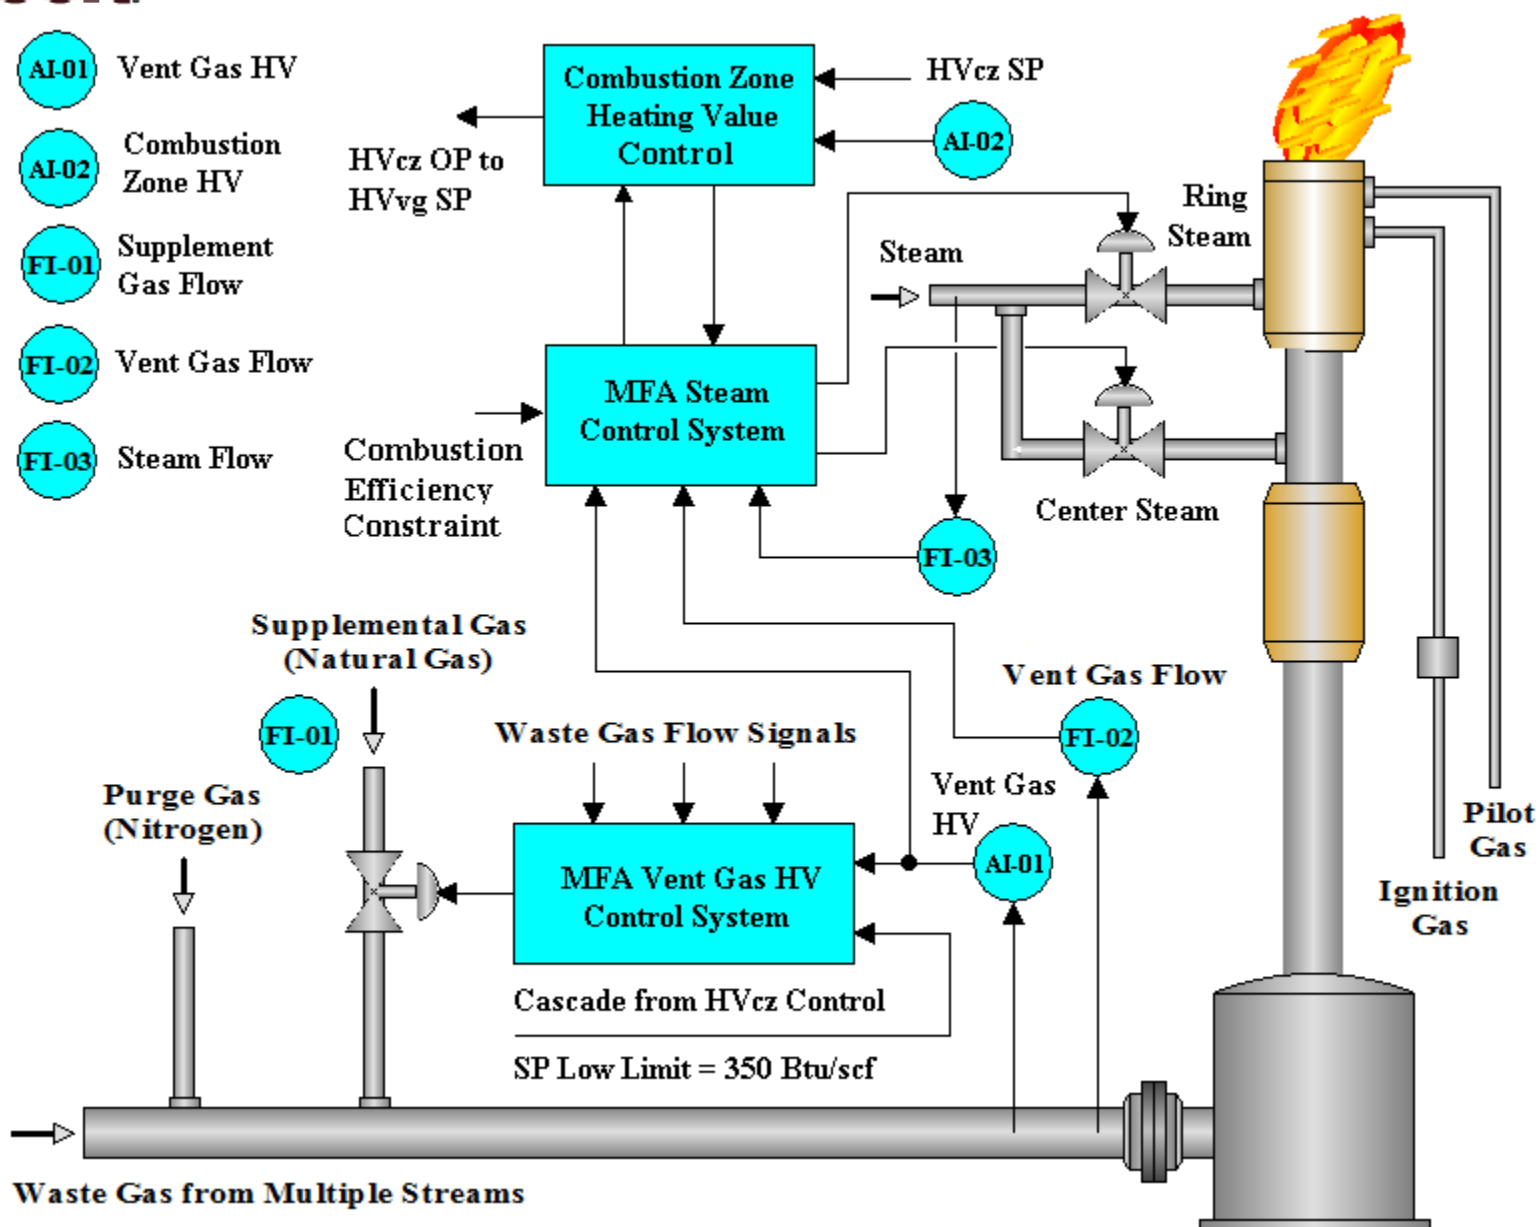 AI-01 Vent Gas HV
AI-02 Combustion
Zone HV
FI-01 Supplement
Gas Flow
FI-02 Vent Gas Flow
FI-03 Steam Flow
Combustion Zone
Heating Value
Control
HVcz SP
AI-02
HVcz OP to
HVvg SP
Ring
Steam
Steam
MFA Steam
Control System
Combustion
Efficiency
Constraint
Center Steam
FI-03
Supplemental Gas
(Natural Gas)
FI-01
Waste Gas Flow Signals
Vent Gas Flow
FI-02
Purge Gas
(Nitrogen)
Vent Gas
HV
AI-01
MFA Vent Gas HV
Control System
Pilot
Gas
Ignition
Gas
Cascade from HVcz Control
SP Low Limit = 350 Btu/scf
Waste Gas from Multiple Streams